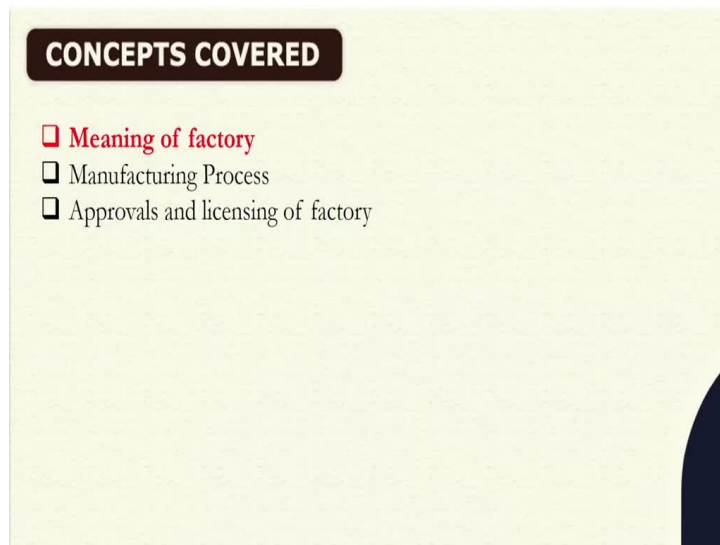 CONCEPTS COVERED
❑ Meaning of factory
❑ Manufacturing Process
❑ Approvals and licensing of factory